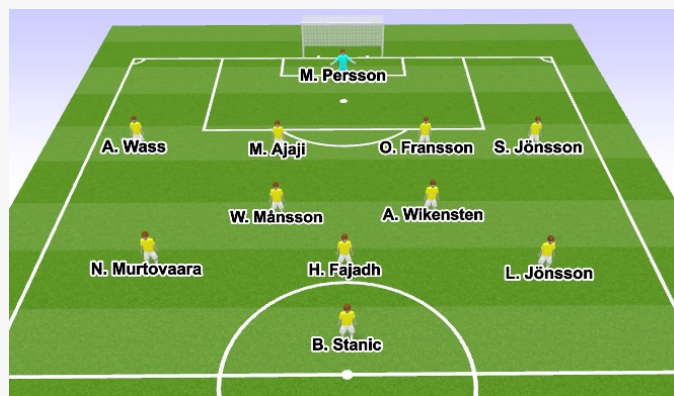 M. Persson
A. Wass
M. Ajaji
O. Fransson
S. Jönsson
W. Månsson
A. Wikensten
N. Murtovaara
H. Fajadh
L. Jönsson
B. Stanic